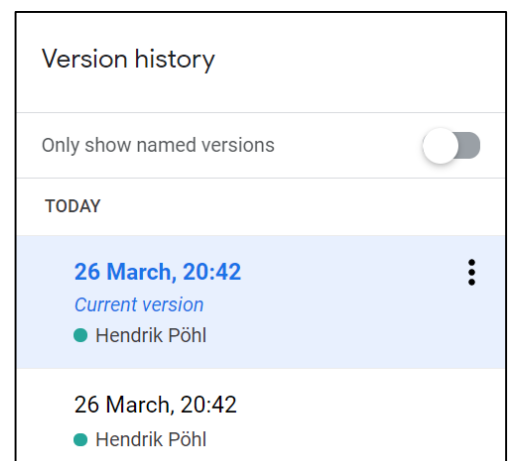 Version history
Only show named versions
TODAY
26 March, 20:42
Current version
Hendrik Pöhl
26 March, 20:42
Hendrik Pöhl